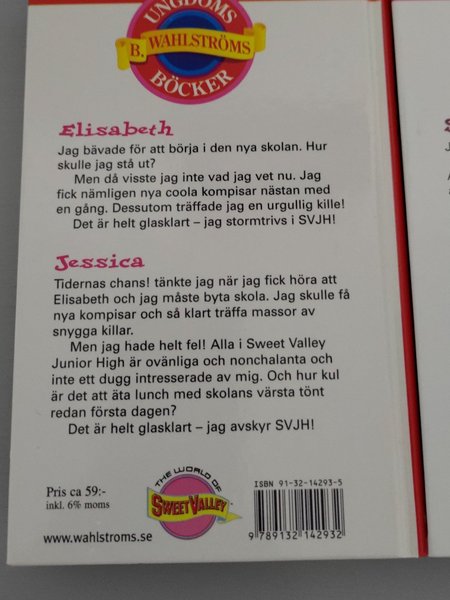 UNGDOMS
B. WAHLSTRÖMS
BÖCKER
Elisabeth
Jag bävade för att börja i den nya skolan. Hur
skulle jag stå ut?
Men då visste jag inte vad jag vet nu. Jag
fick nämligen nya coola kompisar nästan med
en gång. Dessutom träffade jag en urgullig kille!
Det är helt glasklart – jag stormtrivs i SVJH!
Jessica
Tidernas chans! tänkte jag när jag fick höra att
Elisabeth och jag måste byta skola. Jag skulle få
nya kompisar och så klart träffa massor av
snygga killar.
Men jag hade helt fel! Alla i Sweet Valley
Junior High är ovänliga och nonchalanta och
inte ett dugg intresserade av mig. Och hur kul
är det att äta lunch med skolans värsta tönt
redan första dagen?
Det är helt glasklart – jag avskyr SVJH!
Pris ca 59:-
inkl. 6% moms
www.wahlstroms.se
THE WORLD OF
SWEET VALLEY
ISBN 91-32-14293-5
9 789132 142932